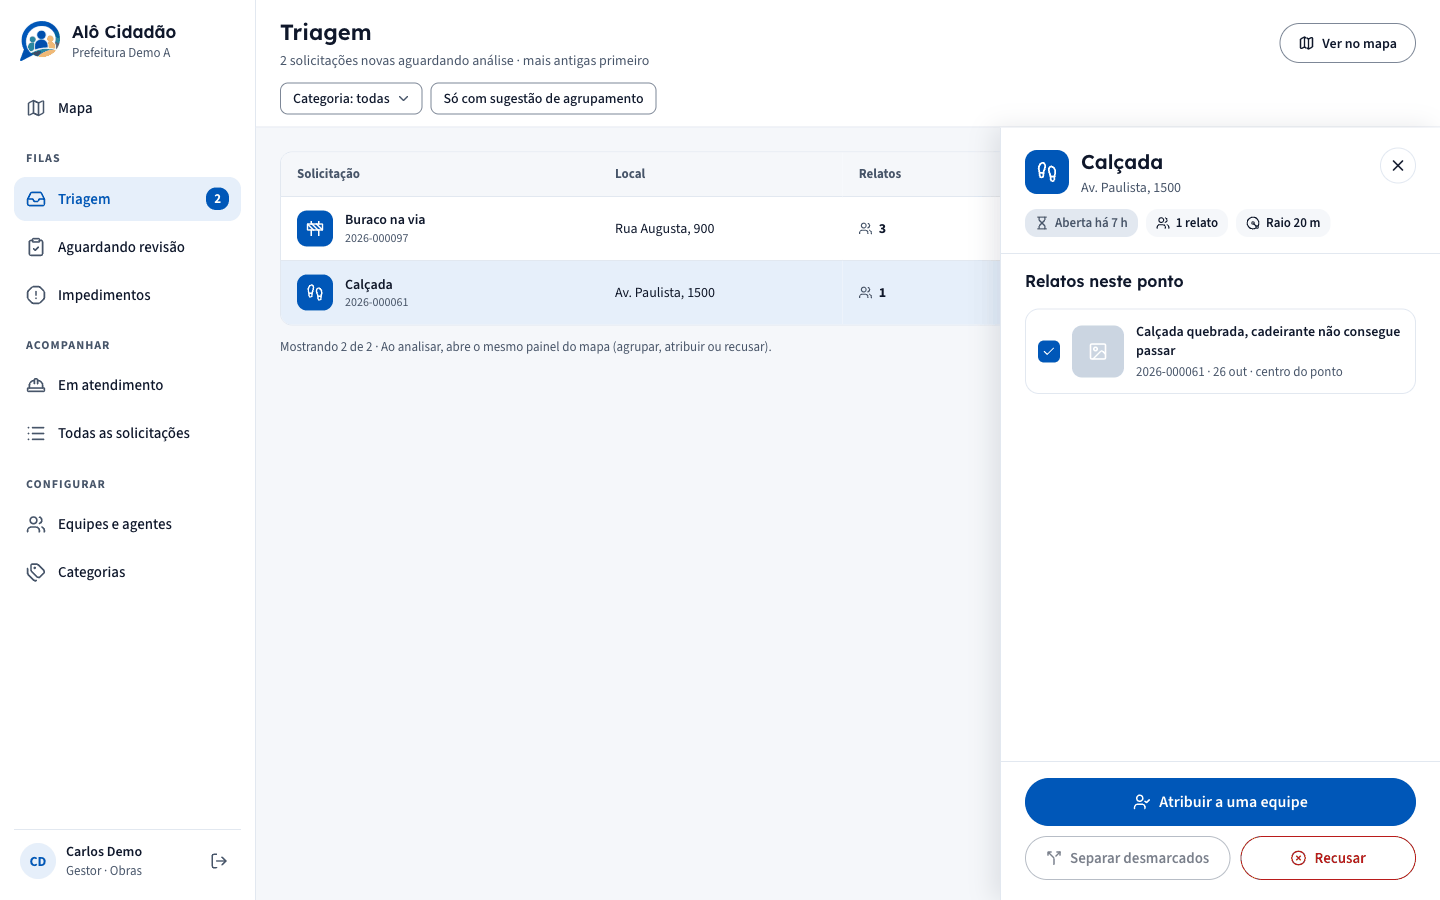 Alô Cidadão
Prefeitura Demo A
Mapa
FILAS
Triagem
2
Aguardando revisão
Impedimentos
ACOMPANHAR
Em atendimento
Todas as solicitações
CONFIGURAR
Equipes e agentes
Categorias
CD
Carlos Demo
Gestor · Obras
Triagem
2 solicitações novas aguardando análise · mais antigas primeiro
Ver no mapa
Categoria: todas
Só com sugestão de agrupamento
Solicitação Local Relatos
Buraco na via
2026-000097
Rua Augusta, 900
3
Calçada
2026-000061
Av. Paulista, 1500
1
Mostrando 2 de 2 · Ao analisar, abre o mesmo painel do mapa (agrupar, atribuir ou recusar).
Calçada
Av. Paulista, 1500
Aberta há 7 h
1 relato
Raio 20 m
Relatos neste ponto
Calçada quebrada, cadeirante não consegue
passar
2026-000061 · 26 out · centro do ponto
Atribuir a uma equipe
Separar desmarcados
Recusar